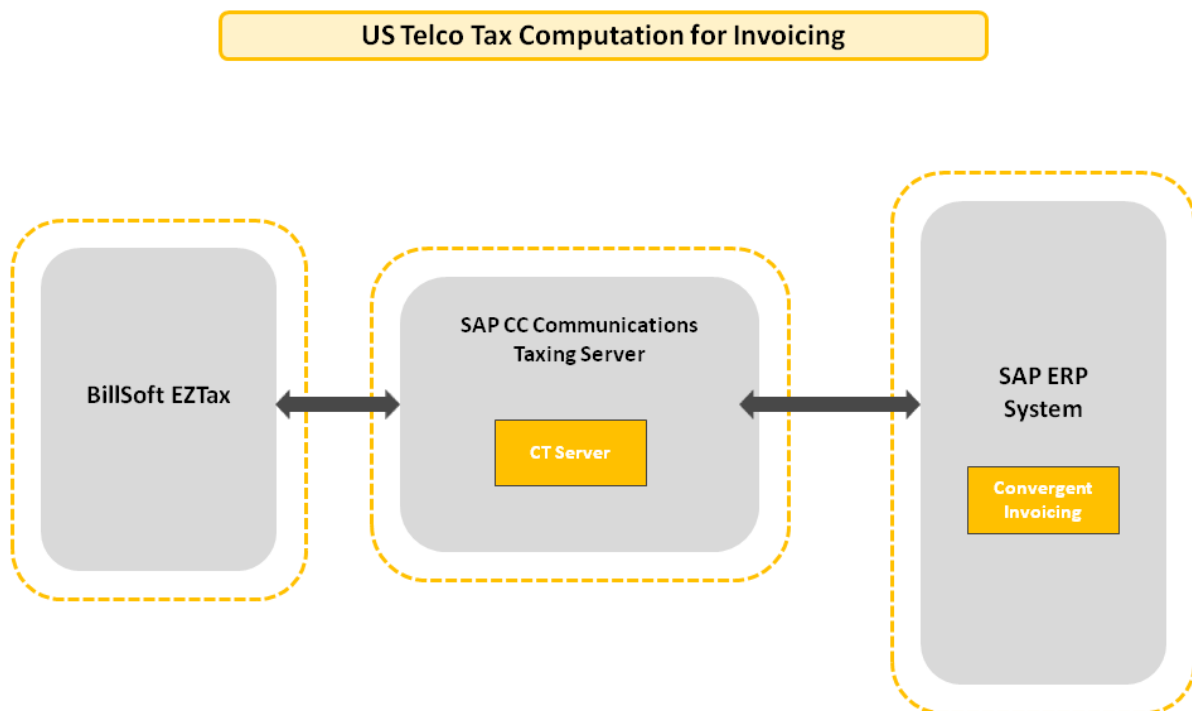 US Telco Tax Computation for Invoicing
BillSoft EZTax
SAP CC Communications
Taxing Server
CT Server
SAP ERP
System
Convergent
Invoicing